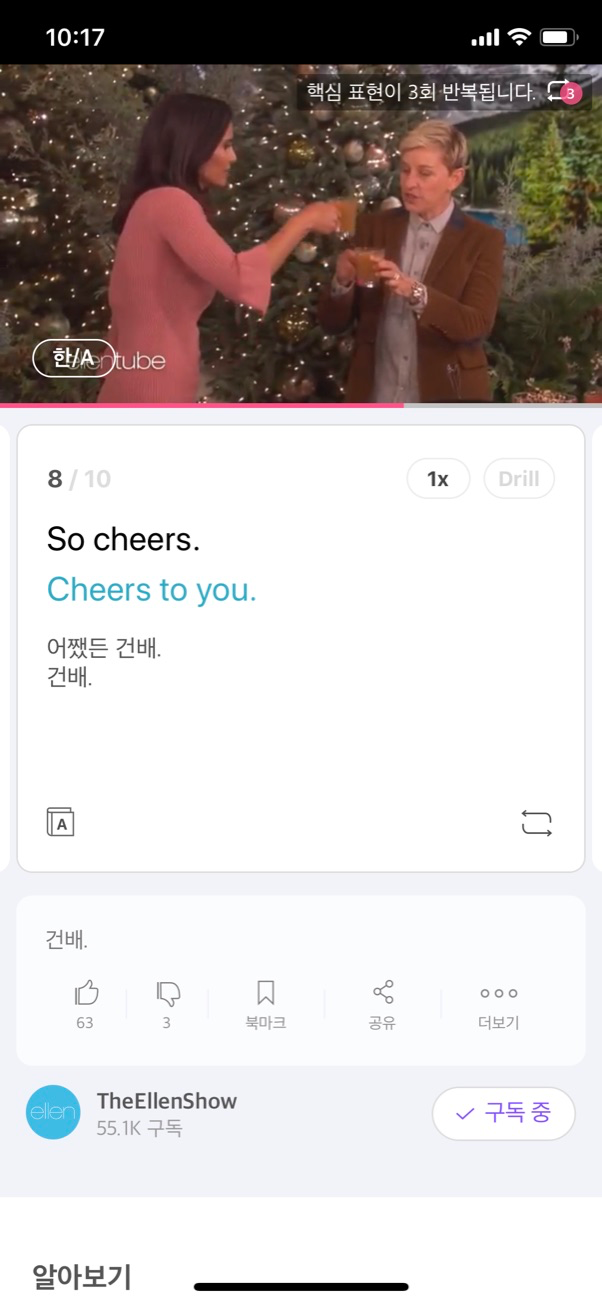 10:17
핵심 표현이 3회 반복됩니다. 3
한/A
ellentube
8 / 10
1x
Drill
So cheers.
Cheers to you.
어쨌든 건배.
건배.
A
건배.
63
3
북마크
공유
더보기
ellen
TheEllenShow
55.1K 구독
구독 중
알아보기